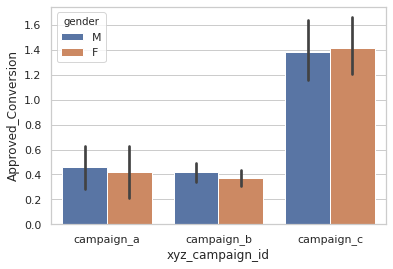 gender
M
F
1.6
1.4
1.2
1.0
0.8
0.6
0.4
0.2
0.0
Approved_Conversion
campaign_a campaign_b campaign_c
xyz_campaign_id